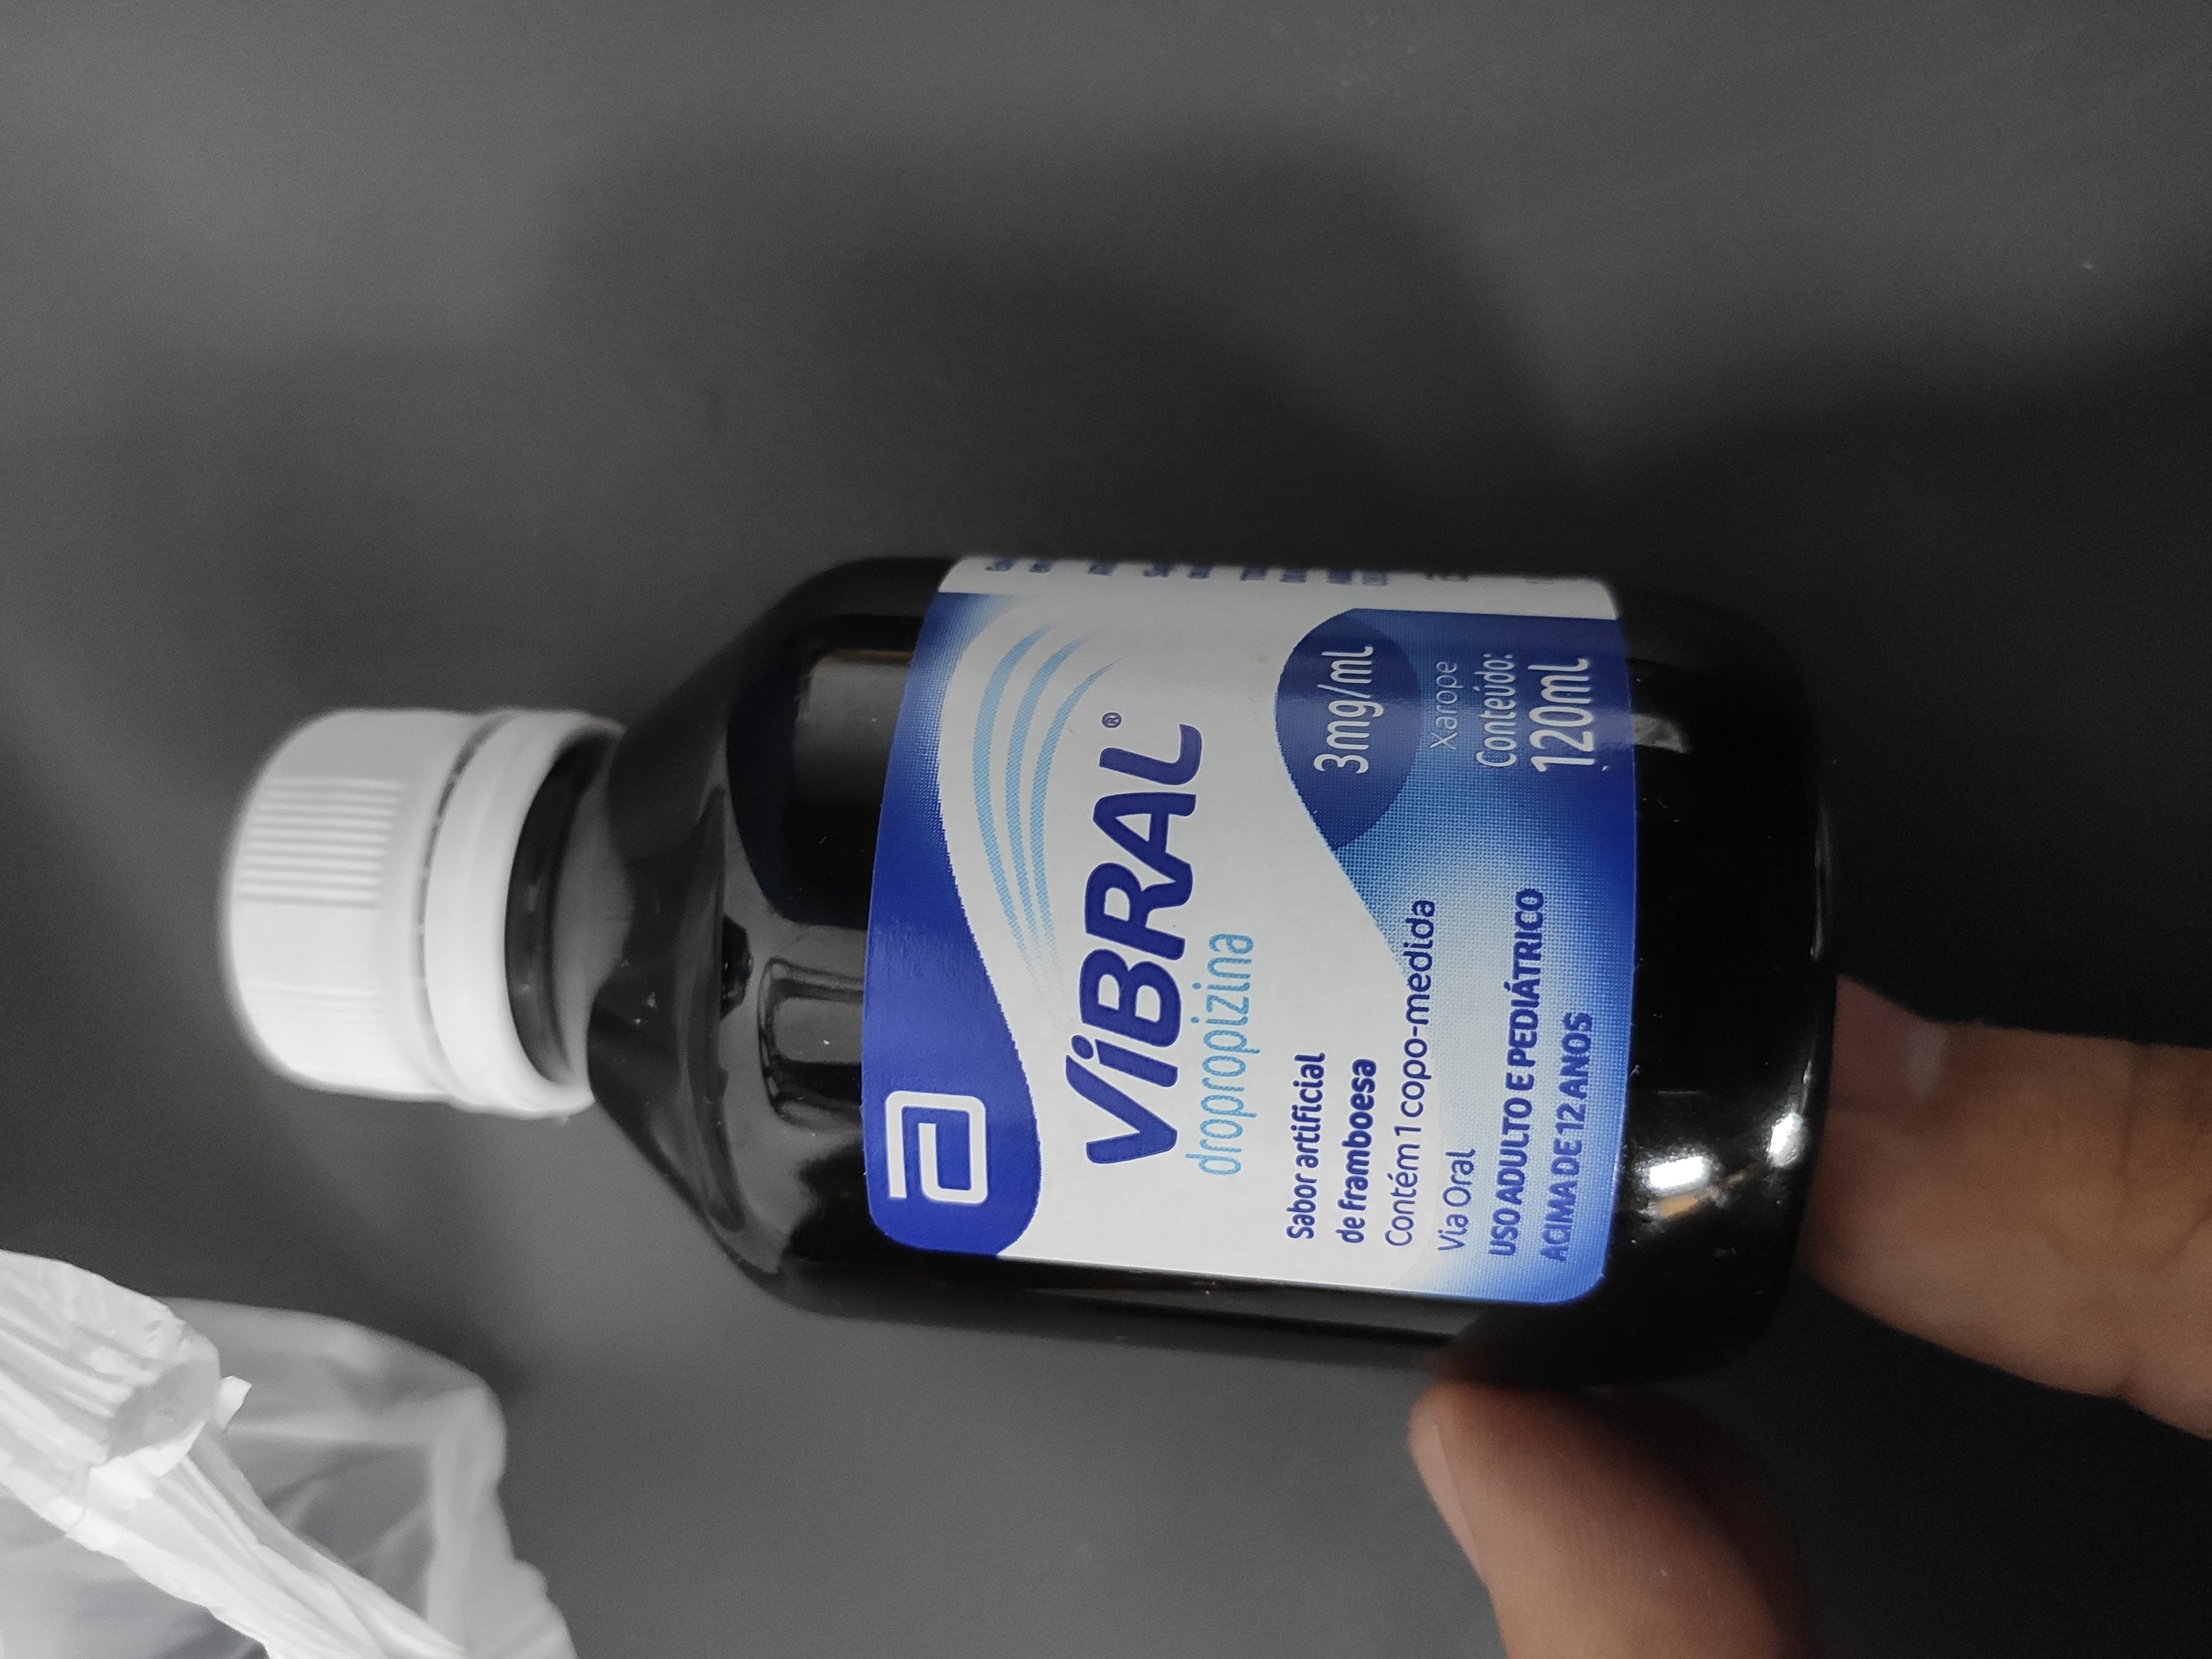 ViBRAL®
dropropizina
Sabor artificial
de framboesa
Contém 1 copo-medida
Via Oral
USO ADULTO E PEDIÁTRICO
ACIMA DE 12 ANOS
3mg/ml
Xarope
Conteúdo:
120ml